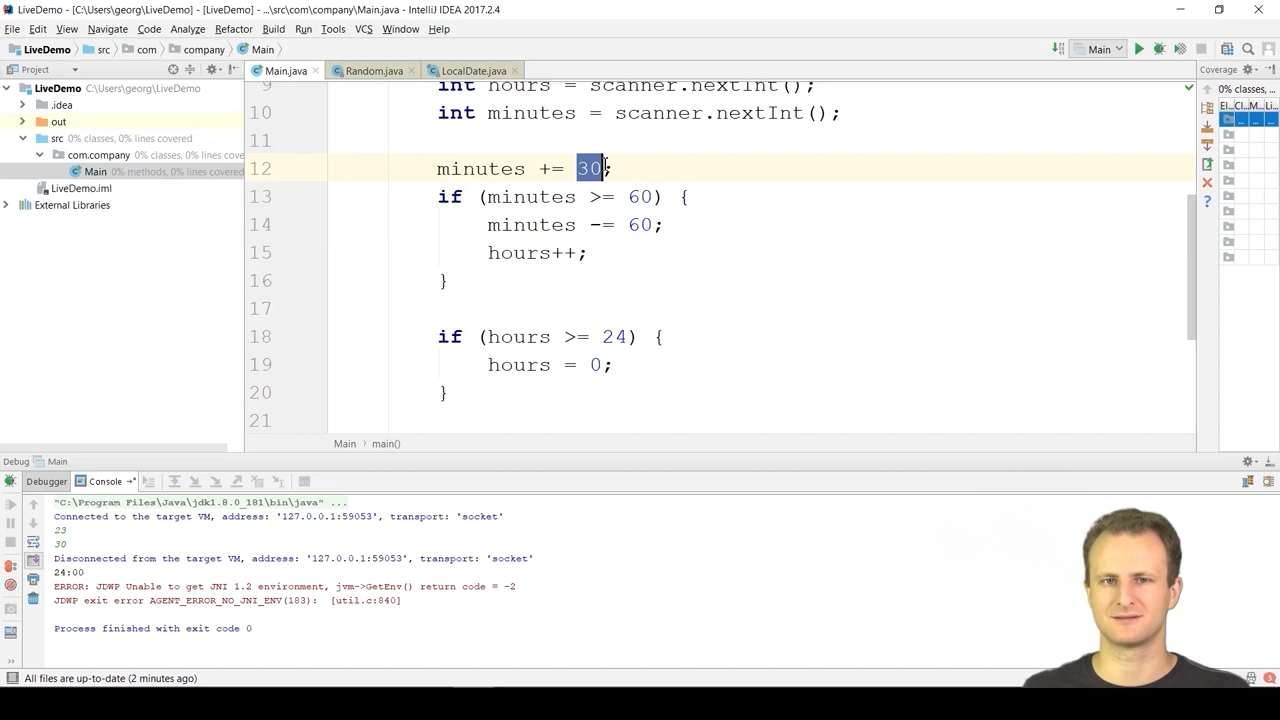 LiveDemo - [C:\Users\georg\LiveDemo] - [LiveDemo] - ...\src\com\company\Main.java - IntelliJ IDEA 2017.2.4
File Edit View Navigate Code Analyze Refactor Build Run Tools VCS Window Help
LiveDemo src com company Main Main
Project Main.java Random.java LocalDate.java Coverage
LiveDemo C:\Users\georg\LiveDemo
.idea
out
src 0% classes, 0% lines covered
com.company 0% classes, 0% lines covered
Main 0% methods, 0% lines covered
LiveDemo.iml
External Libraries
9 int hours = scanner.nextInt();
10 int minutes = scanner.nextInt();
11
12 minutes += 30;
13 if (minutes >= 60) {
14 minutes -= 60;
15 hours++;
16 }
17
18 if (hours >= 24) {
19 hours = 0;
20 }
21
Main main()
0% classes, ...
El... Cl... M... Li...
... ... ...
Debug Main
Debugger Console
"C:\Program Files\Java\jdk1.8.0_181\bin\java" ...
Connected to the target VM, address: '127.0.0.1:59053', transport: 'socket'
23
30
Disconnected from the target VM, address: '127.0.0.1:59053', transport: 'socket'
24:00
ERROR: JDWP Unable to get JNI 1.2 environment, jvm->GetEnv() return code = -2
JDWP exit error AGENT_ERROR_NO_JNI_ENV(183): [util.c:840]
Process finished with exit code 0
All files are up-to-date (2 minutes ago)